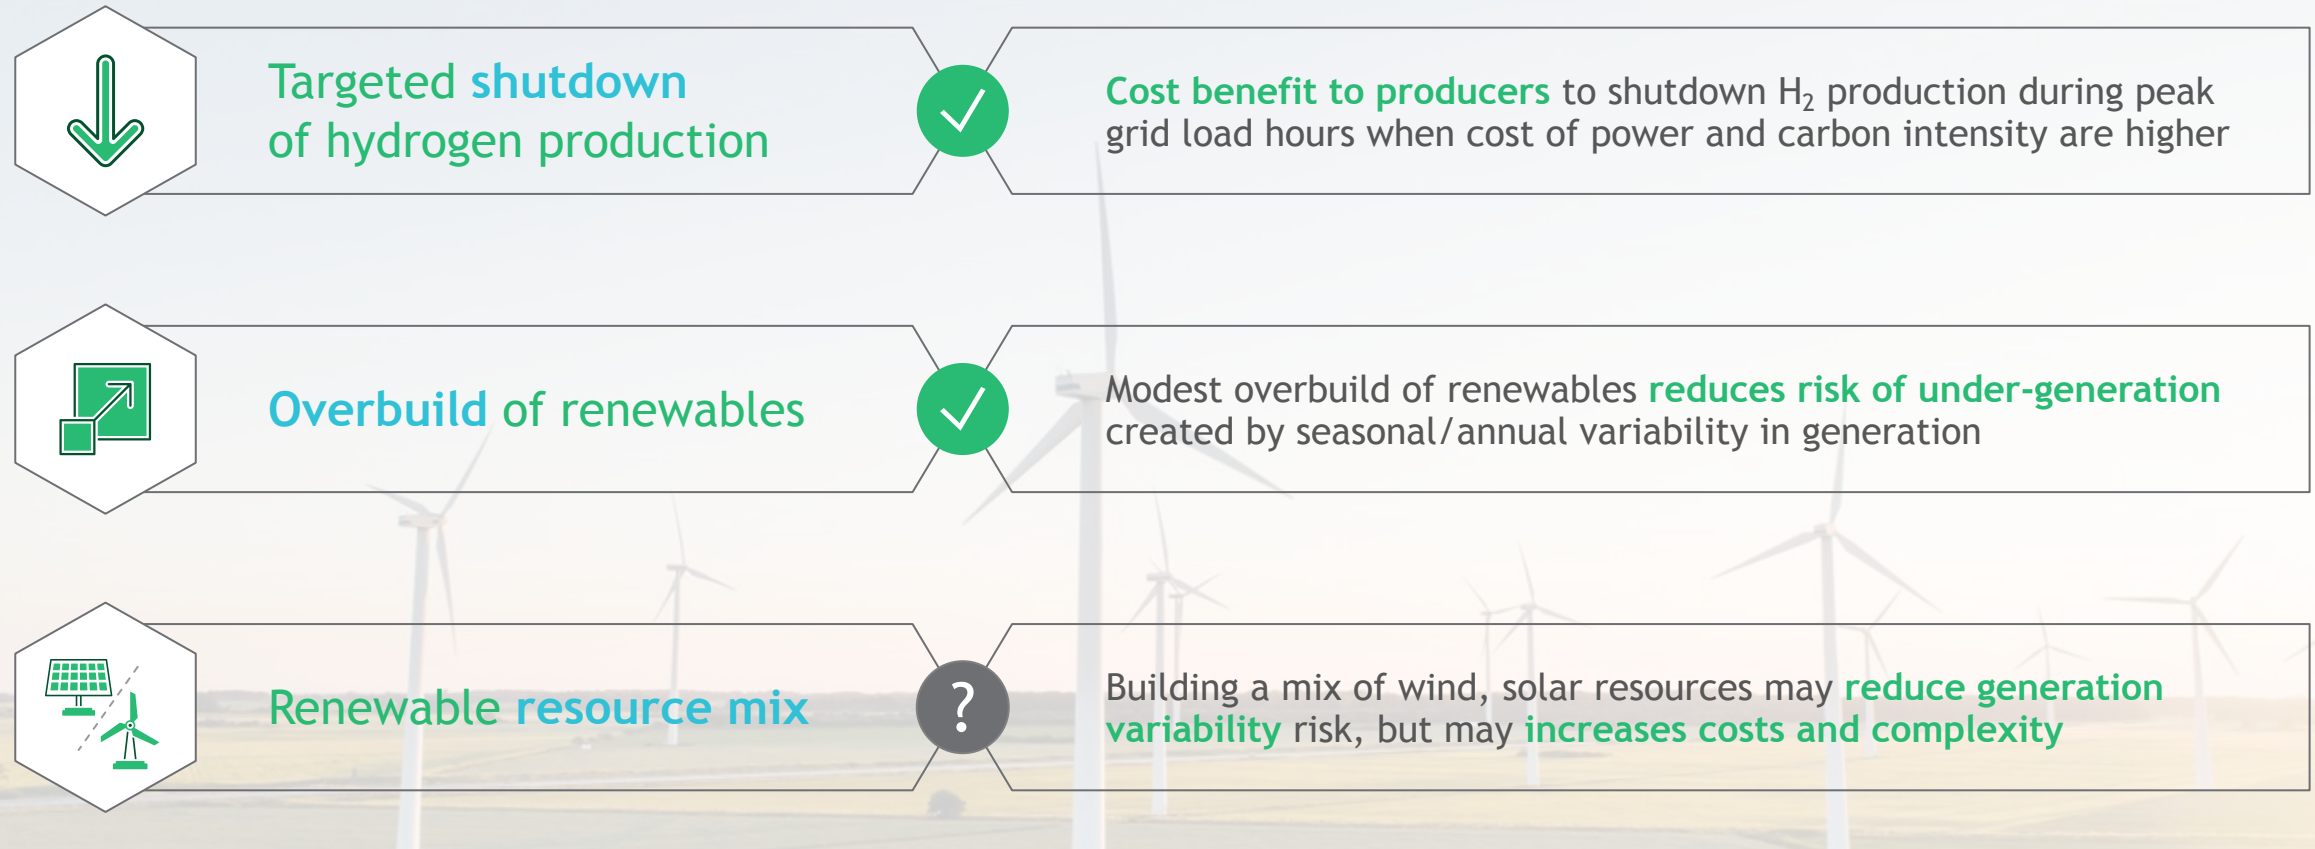 Targeted shutdown
of hydrogen production
Cost benefit to producers to shutdown H₂ production during peak
grid load hours when cost of power and carbon intensity are higher
Overbuild of renewables
Modest overbuild of renewables reduces risk of under-generation
created by seasonal/annual variability in generation
Renewable resource mix
?
Building a mix of wind, solar resources may reduce generation
variability risk, but may increases costs and complexity